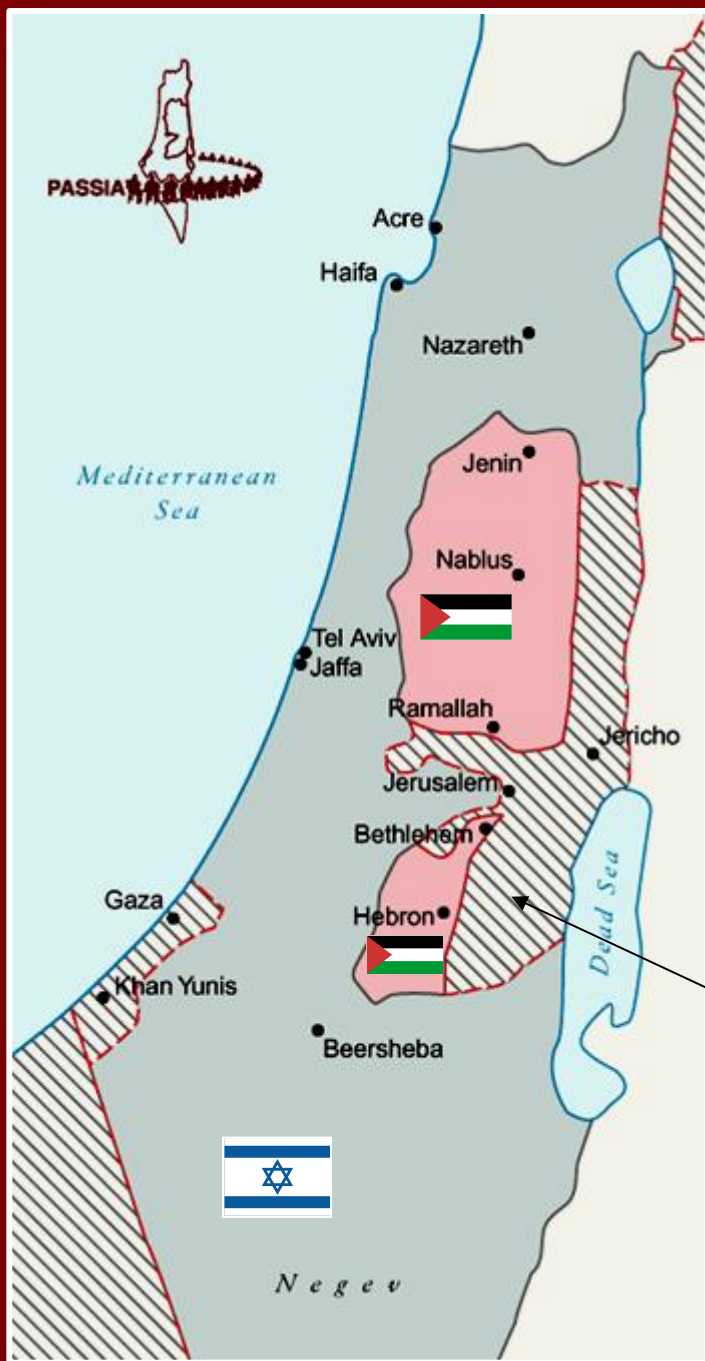 PASSIA
Acre
Haifa
Nazareth
Mediterranean
Sea
Jenin
Nablus
Tel Aviv
Jaffa
Ramallah
Jericho
Jerusalem
Bethlehem
Gaza
Hebron
Dead Sea
Khan Yunis
Beersheba
Negev